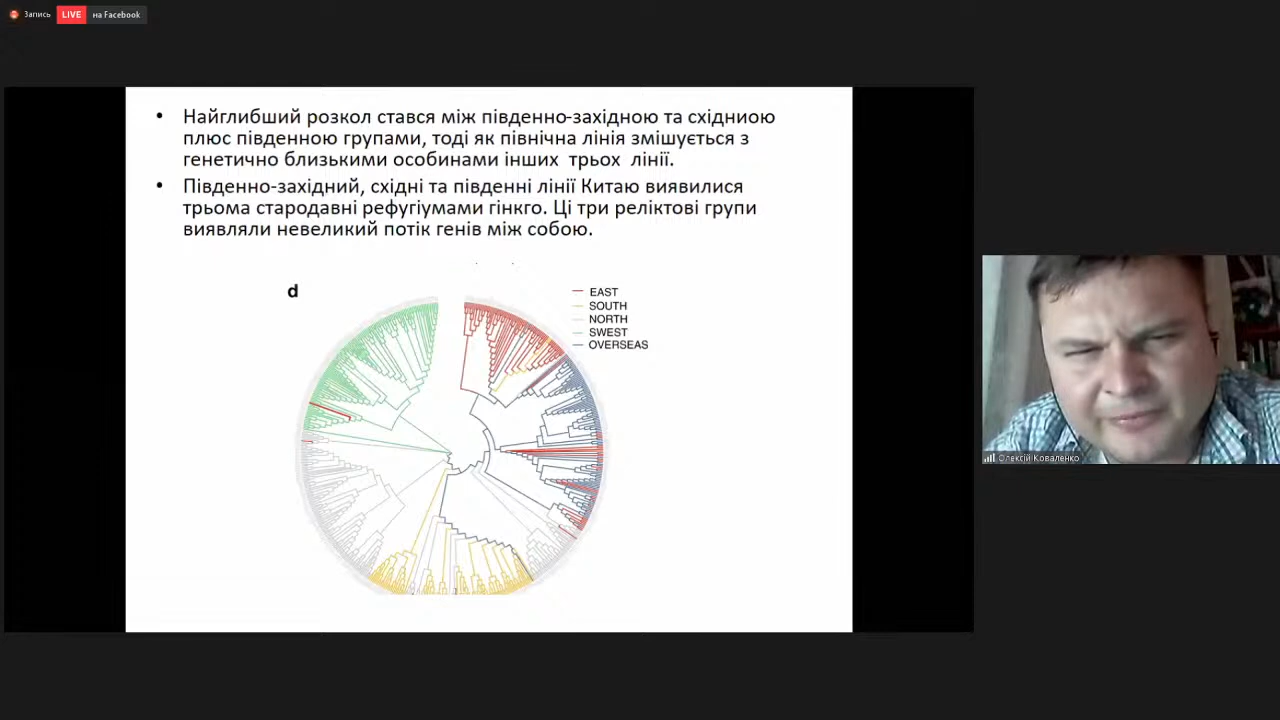 Запись LIVE на Facebook
• Найглибший розкол стався між південно-західною та східниою
плюс південною групами, тоді як північна лінія змішується з
генетично близькими особинами інших трьох лінії.
• Південно-західний, східні та південні лінії Китаю виявилися
трьома стародавні рефугіумами гінкго. Ці три реліктові групи
виявляли невеликий потік генів між собою.
d
EAST
SOUTH
NORTH
SWEST
OVERSEAS
Олексій Коваленко